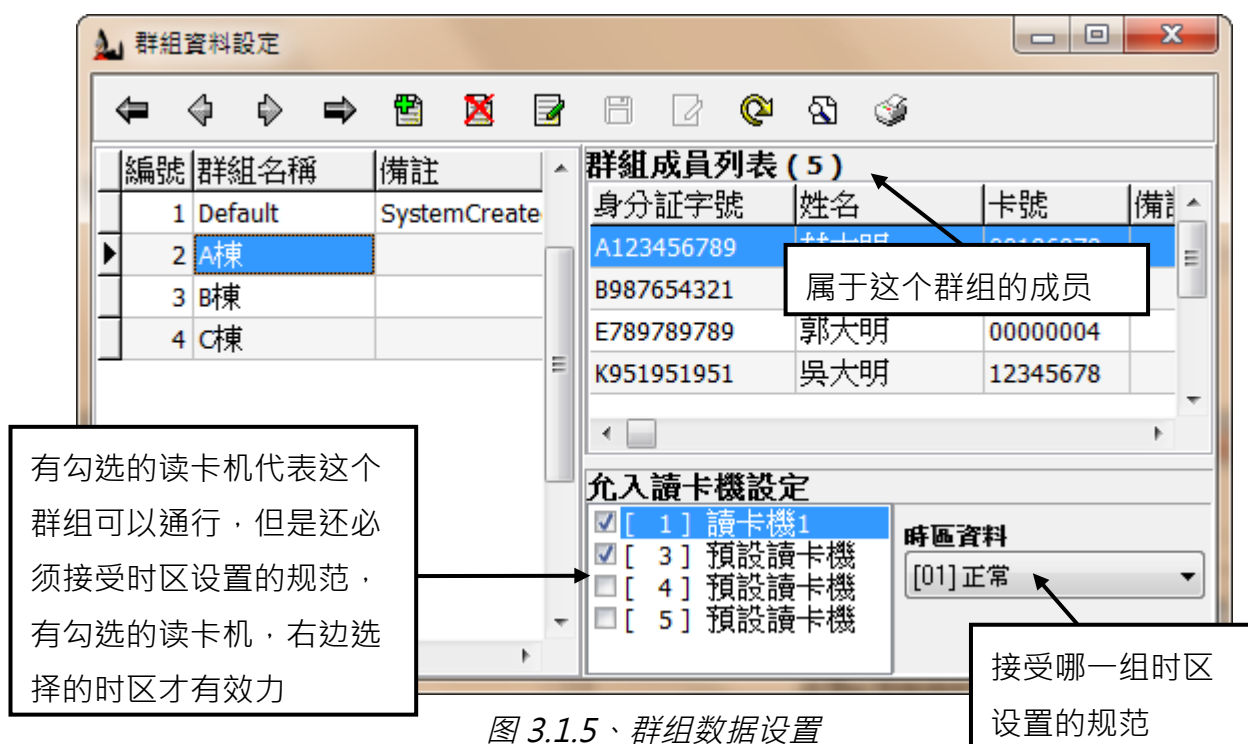 群組資料設定
編號 群組名稱 備註
1 Default SystemCreate
2 A棟
3 B棟
4 C棟
群組成員列表 (5)
身分証字號 姓名 卡號 備
A123456789
B987654321
E789789789 郭大明 00000004
K951951951 吳大明 12345678
属于这个群组的成员
允入讀卡機設定
[ 1] 讀卡機1
[ 3] 預設讀卡機
[ 4] 預設讀卡機
[ 5] 預設讀卡機
時區資料
[01]正常
有勾选的读卡机代表这个
群组可以通行，但是还必
须接受时区设置的规范，
有勾选的读卡机，右边选
择的时区才有效力
接受哪一组时区
设置的规范
图 3.1.5、群组数据设置